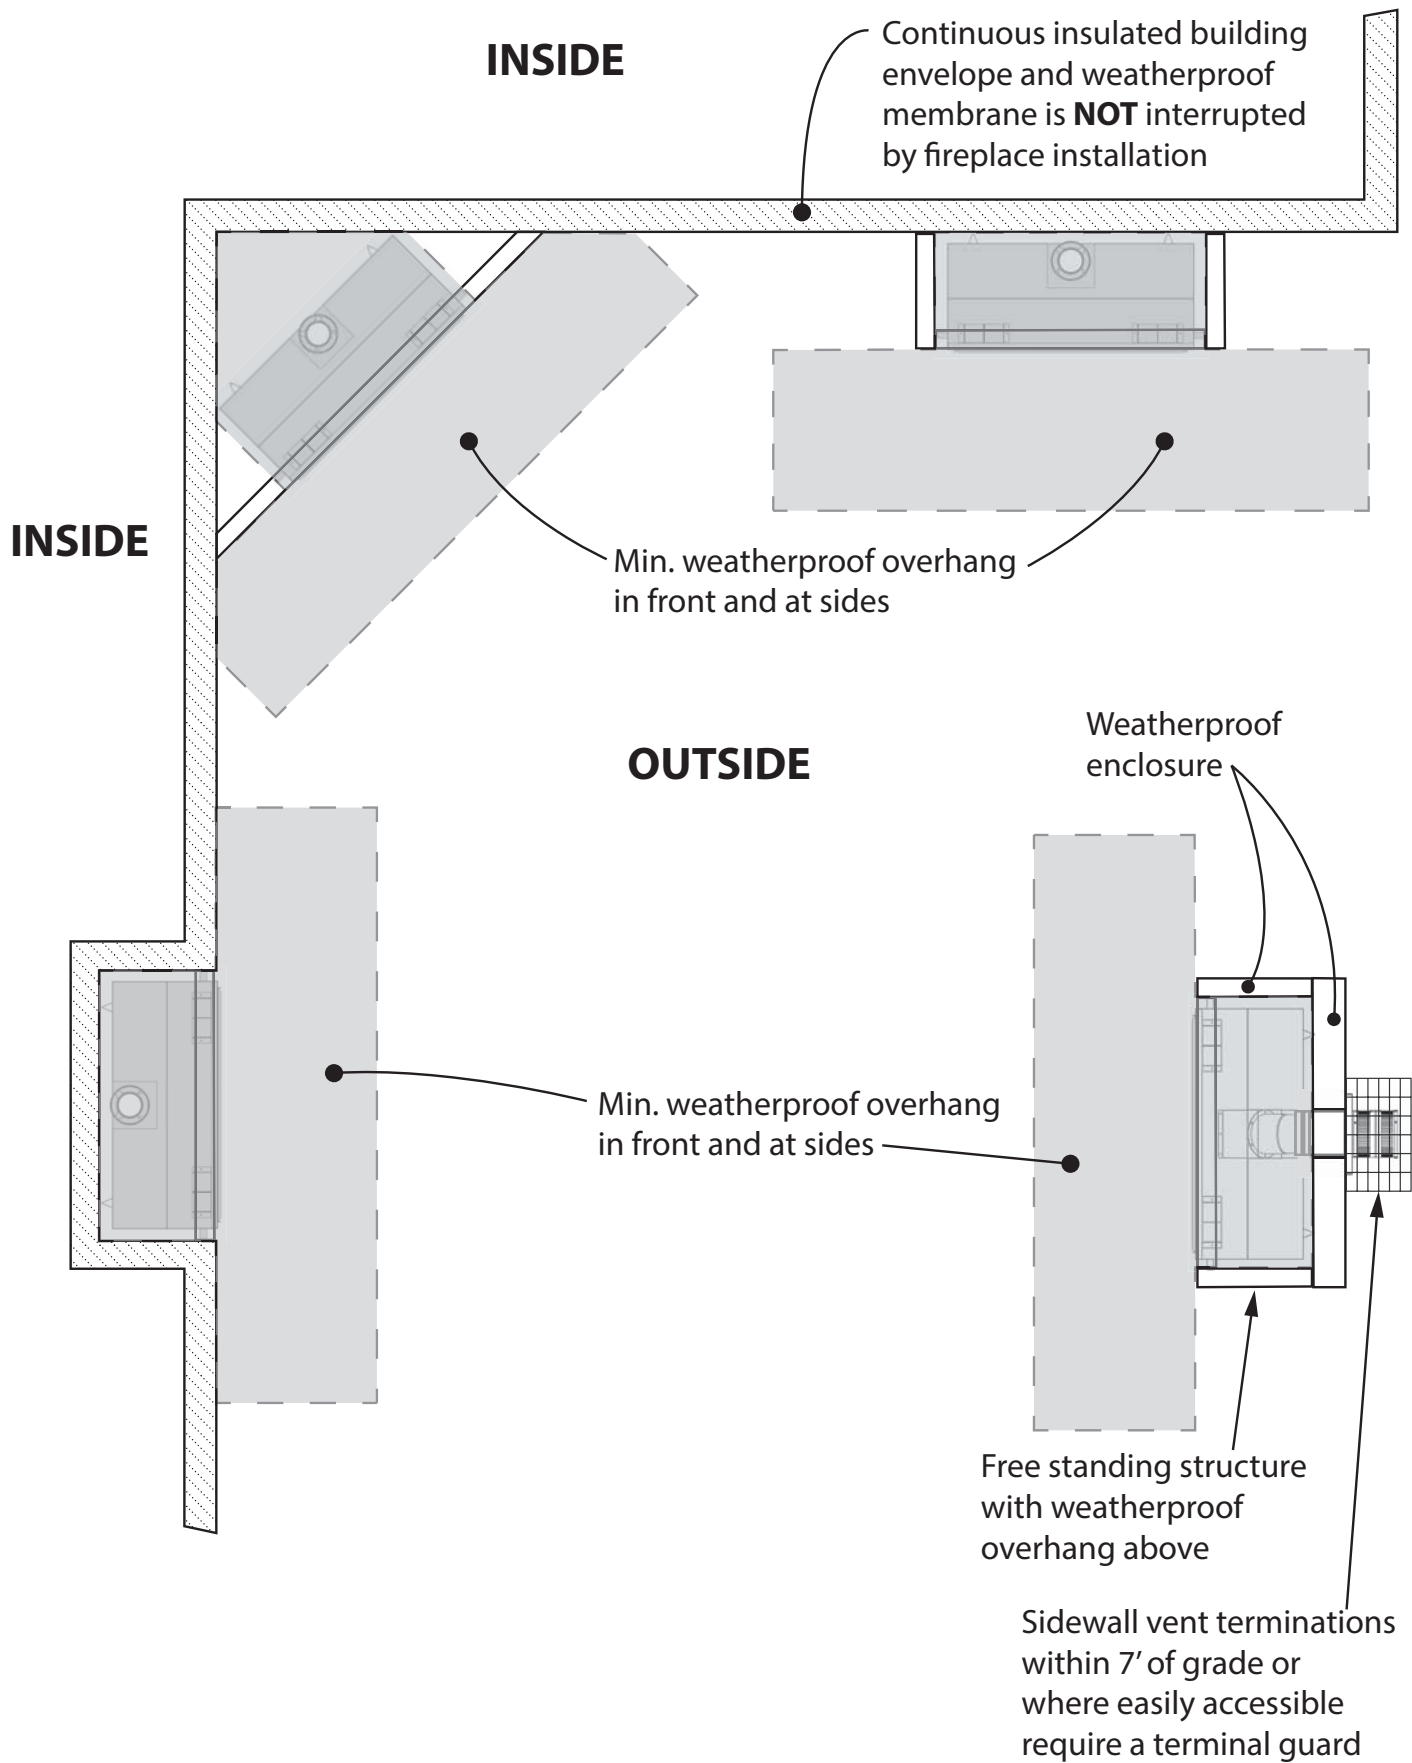 INSIDE
Continuous insulated building
envelope and weatherproof
membrane is NOT interrupted
by fireplace installation
INSIDE
Min. weatherproof overhang
in front and at sides
OUTSIDE
Weatherproof
enclosure
Min. weatherproof overhang
in front and at sides
Free standing structure
with weatherproof
overhang above
Sidewall vent terminations
within 7’ of grade or
where easily accessible
require a terminal guard